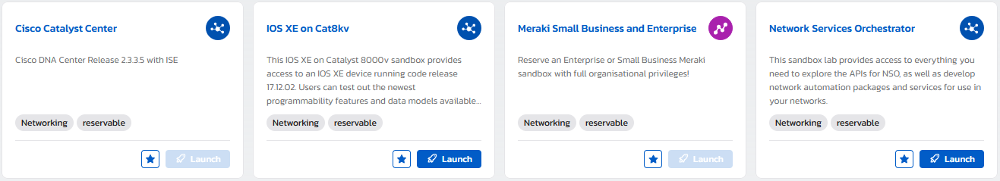 Cisco Catalyst Center
Cisco DNA Center Release 2.3.3.5 with ISE
Networking
reservable
Launch
IOS XE on Cat8kv
This IOS XE on Catalyst 8000v sandbox provides
access to an IOS XE device running code release
17.12.02. Users can test out the newest
programmability features and data models available...
Networking
reservable
Launch
Meraki Small Business and Enterprise
Reserve an Enterprise or Small Business Meraki
sandbox with full organisational privileges!
Networking
reservable
Launch
Network Services Orchestrator
This sandbox lab provides access to everything you
need to explore the APIs for NSO, as well as develop
network automation packages and services for use in
your networks.
Networking
reservable
Launch